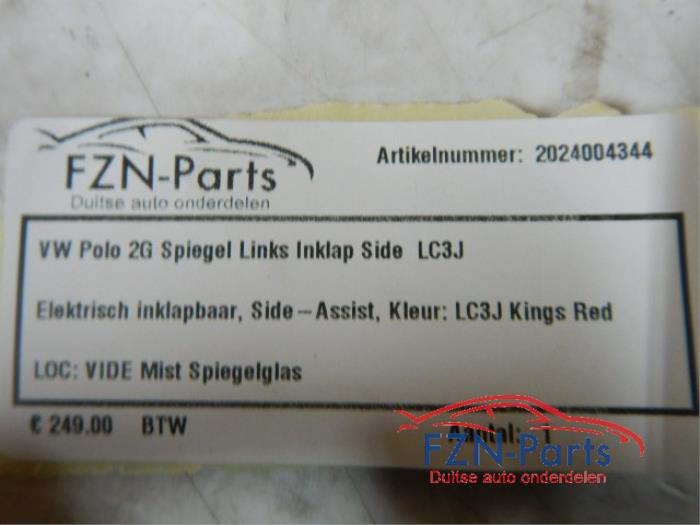 FZN-Parts
Duitse auto onderdelen
Artikelnummer: 2024004344
VW Polo 2G Spiegel Links Inklap Side LC3J
Elektrisch inklapbaar, Side-Assist, Kleur: LC3J Kings Red
LOC: VIDE Mist Spiegelglas
€ 249.00 BTW
Aantal: 1
FZN-Parts
Duitse auto onderdelen